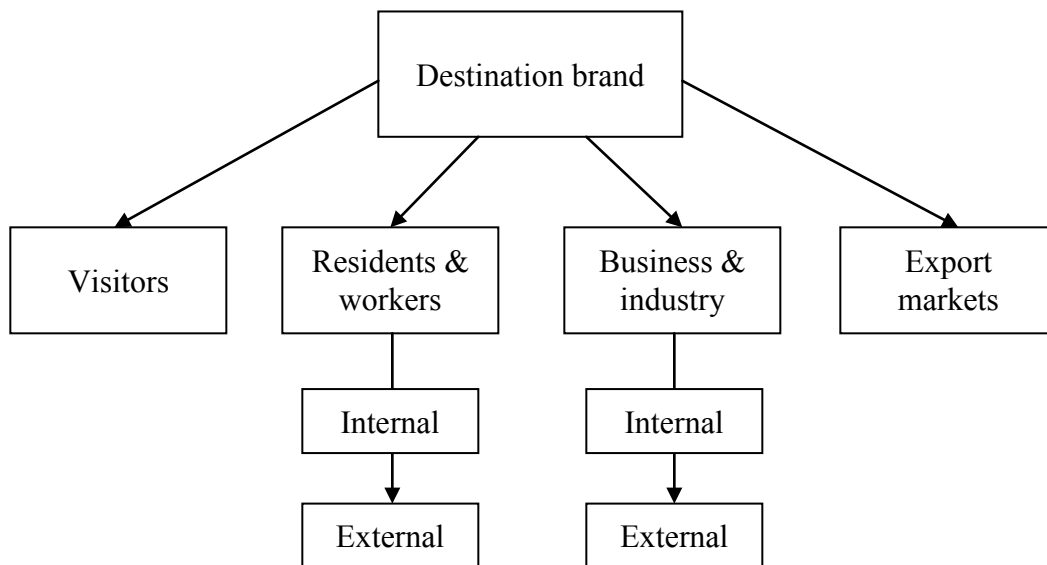 Destination brand
Visitors
Residents &
workers
Business &
industry
Export
markets
Internal
Internal
External
External